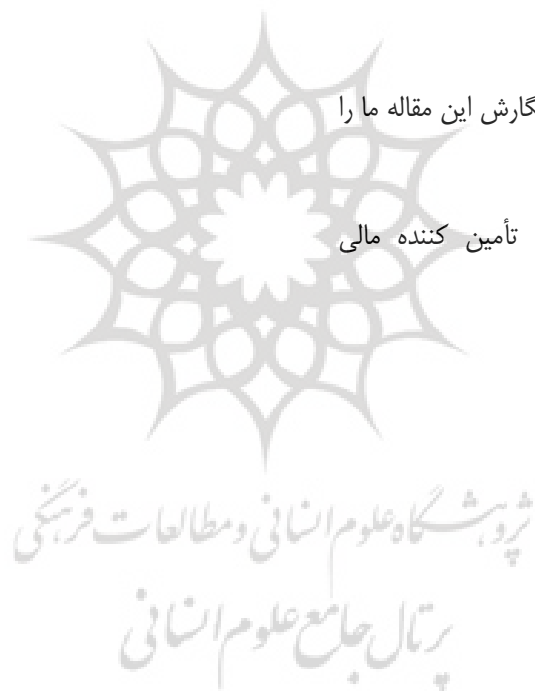 گارش این مقاله ما را
تأمین کننده مالی
پژوهشگاه علوم انسانی و مطالعات فرهنگی
پرتال جامع علوم انسانی